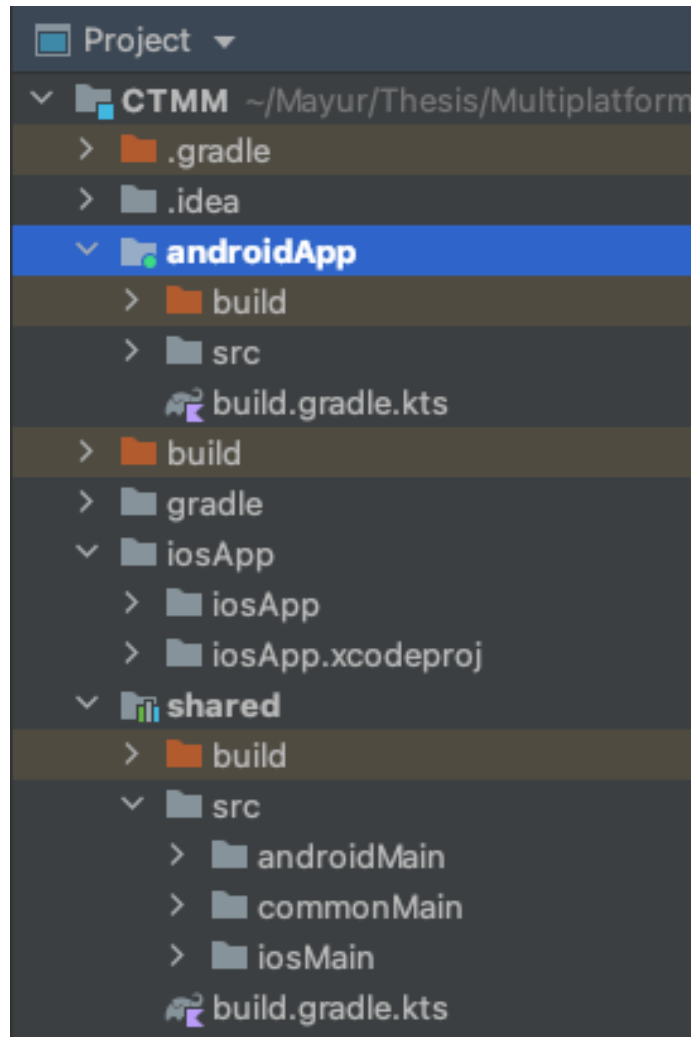 Project
CTMM ~/Mayur/Thesis/Multiplatform
.gradle
.idea
androidApp
build
src
build.gradle.kts
build
gradle
iosApp
iosApp
iosApp.xcodeproj
shared
build
src
androidMain
commonMain
iosMain
build.gradle.kts